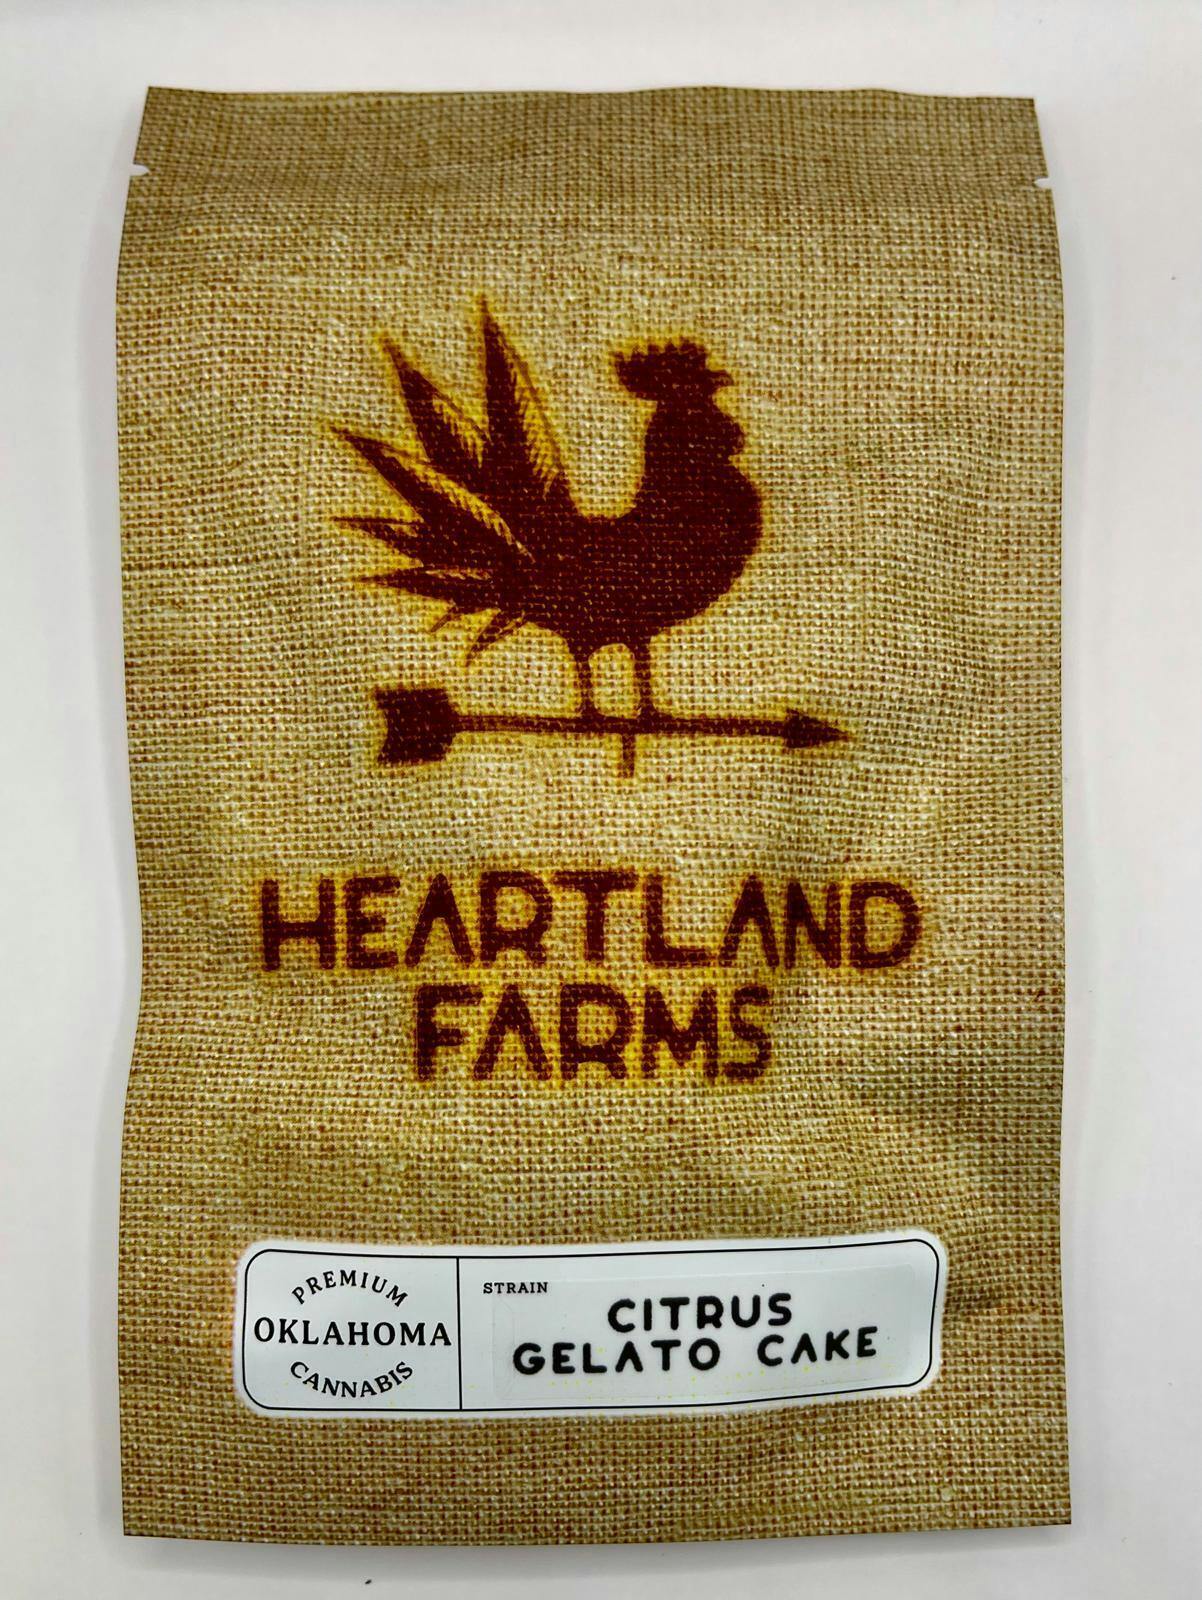 HEARTLAND
FARMS
PREMIUM
OKLAHOMA
CANNABIS
STRAIN
CITRUS
GELATO CAKE